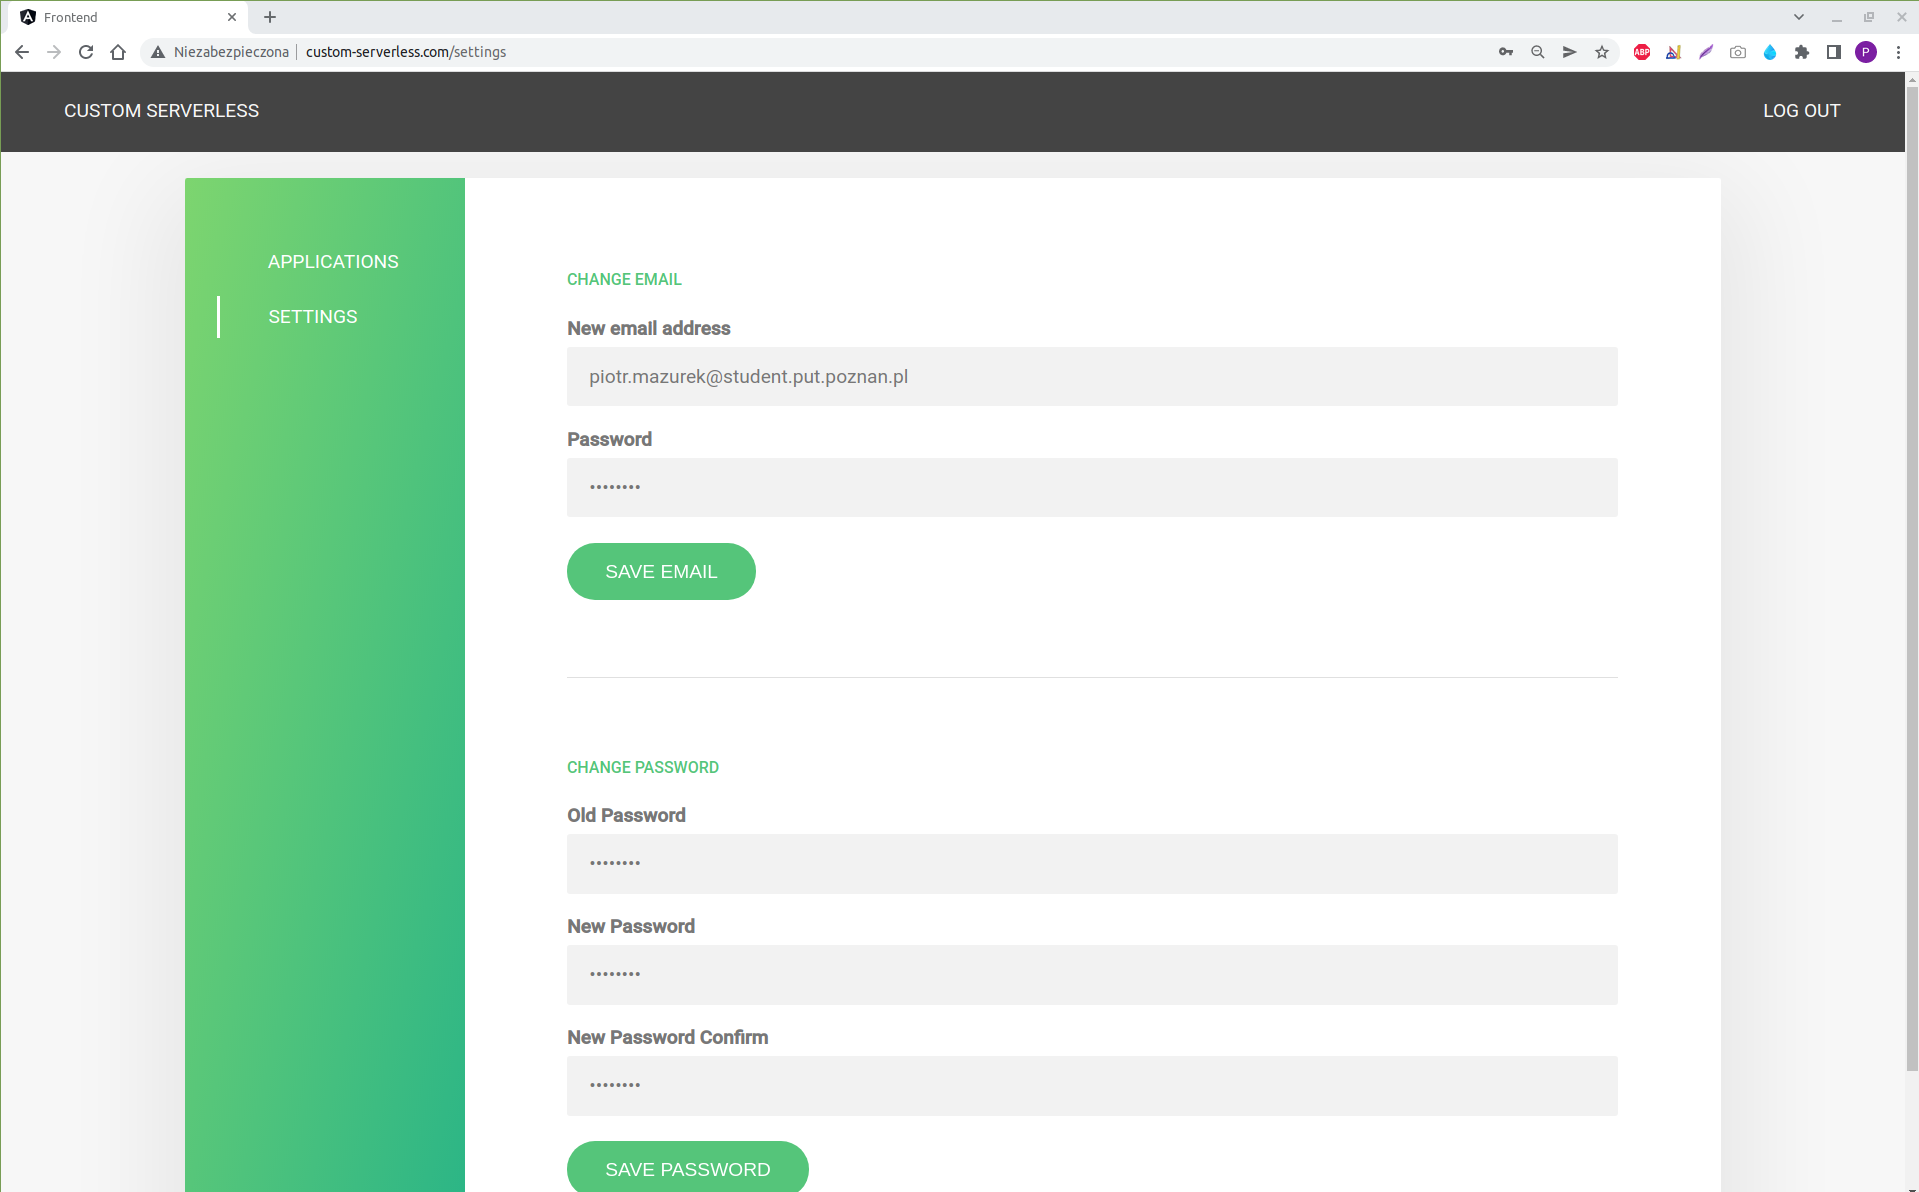 Frontend
Niezabezpieczona | custom-serverless.com/settings
ABP
P
CUSTOM SERVERLESS
LOG OUT
APPLICATIONS
SETTINGS
CHANGE EMAIL
New email address
piotr.mazurek@student.put.poznan.pl
Password
••••••••
SAVE EMAIL
CHANGE PASSWORD
Old Password
••••••••
New Password
••••••••
New Password Confirm
••••••••
SAVE PASSWORD